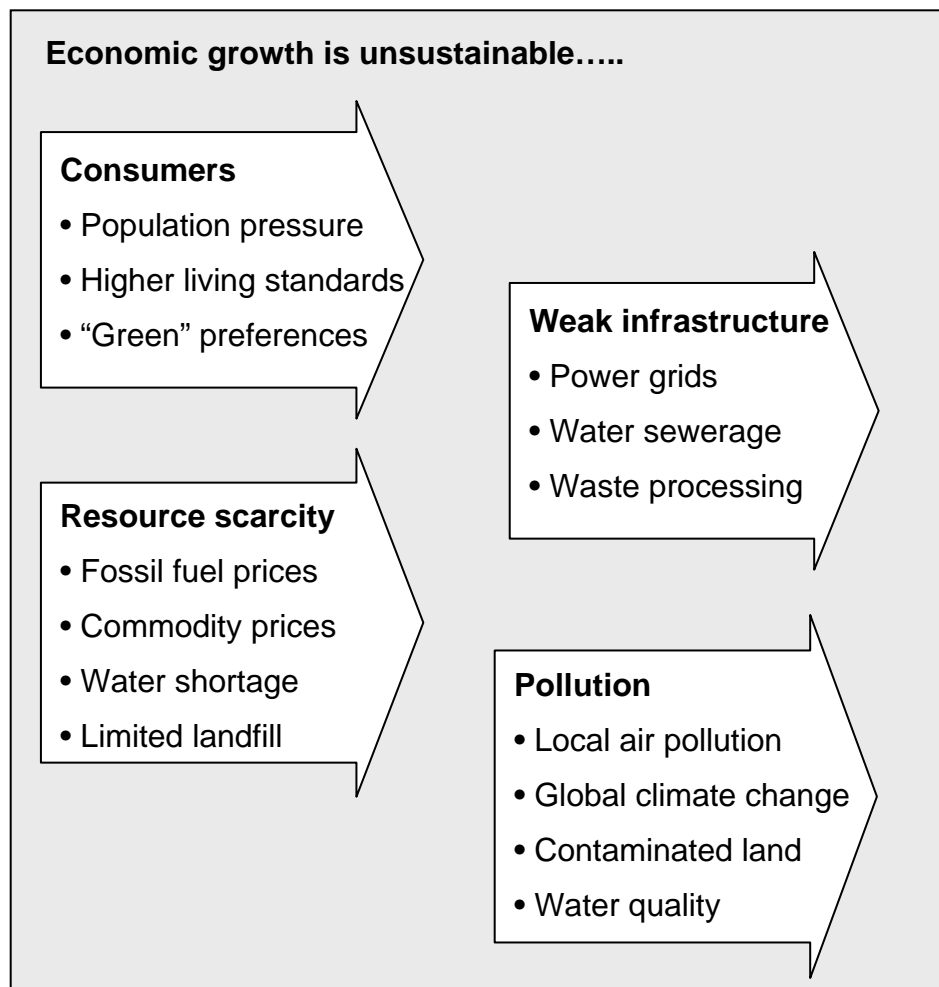 Economic growth is unsustainable…..
Consumers
• Population pressure
• Higher living standards
• “Green” preferences
Resource scarcity
• Fossil fuel prices
• Commodity prices
• Water shortage
• Limited landfill
Weak infrastructure
• Power grids
• Water sewerage
• Waste processing
Pollution
• Local air pollution
• Global climate change
• Contaminated land
• Water quality